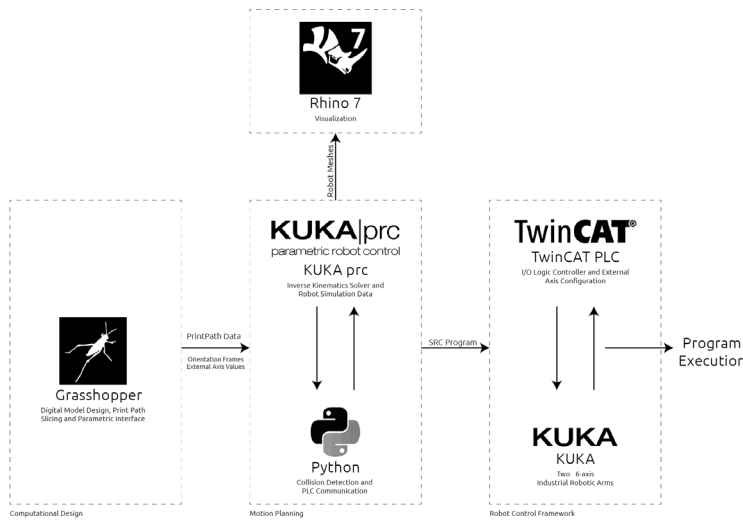 7
Rhino 7
Visualization
Robot Meshes
KUKA|prc
parametric robot control
KUKA prc
Inverse Kinematics Solver and
Robot Simulation Data
TwinCAT®
TwinCAT PLC
I/O Logic Controller and External
Axis Configuration
PrintPath Data
Orientation Frames
External Axis Values
SRC Program
Program
Execution
Grasshopper
Digital Model Design, Print Path
Slicing and Parametric Interface
Python
Collision Detection and
PLC Communication
KUKA
KUKA
Two 6-axis
Industrial Robotic Arms
Computational Design
Motion Planning
Robot Control Framework